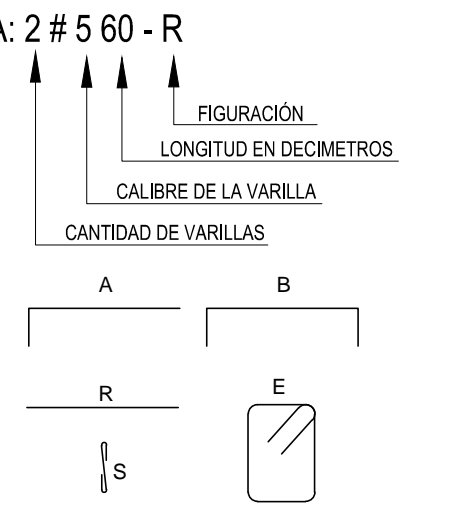 A: 2 # 5 60 - R
FIGURACIÓN
LONGITUD EN DECIMETROS
CALIBRE DE LA VARILLA
CANTIDAD DE VARILLAS
A B
R E
S